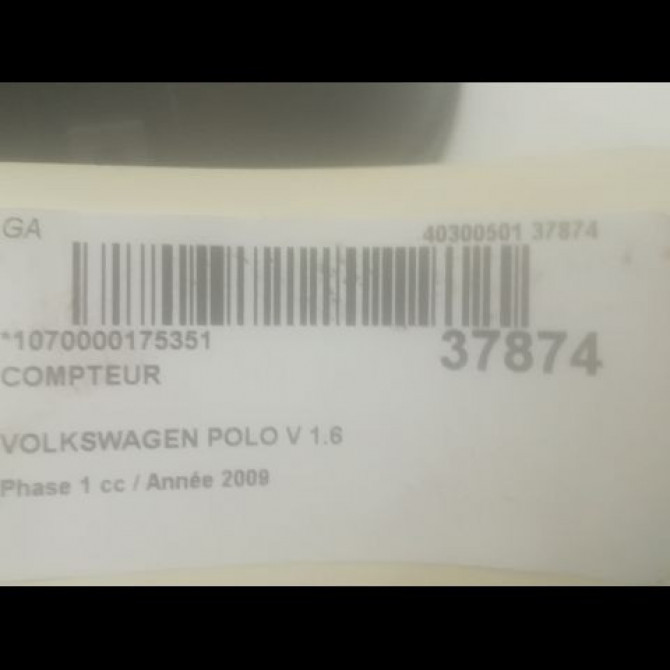 GA 40300501 37874
*1070000175351 37874
COMPTEUR
VOLKSWAGEN POLO V 1.6
Phase 1 cc / Année 2009